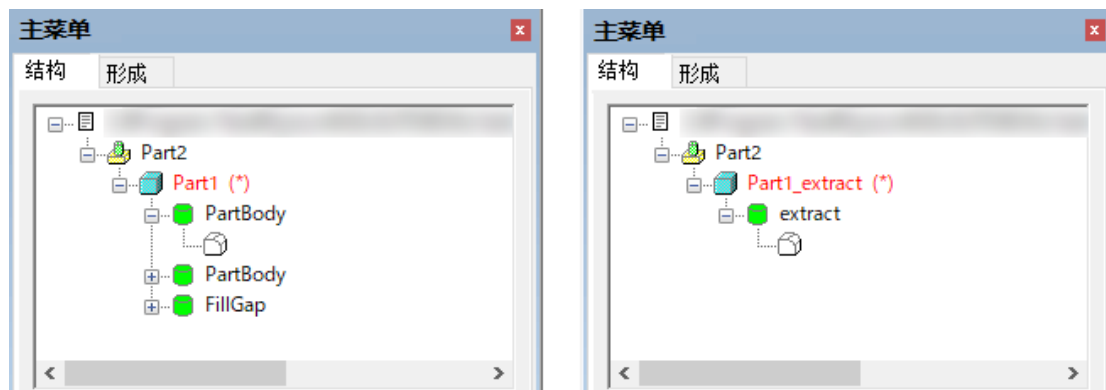 主菜单
结构 形成
Part2
Part1 (*)
PartBody
PartBody
FillGap
主菜单
结构 形成
Part2
Part1_extract (*)
extract